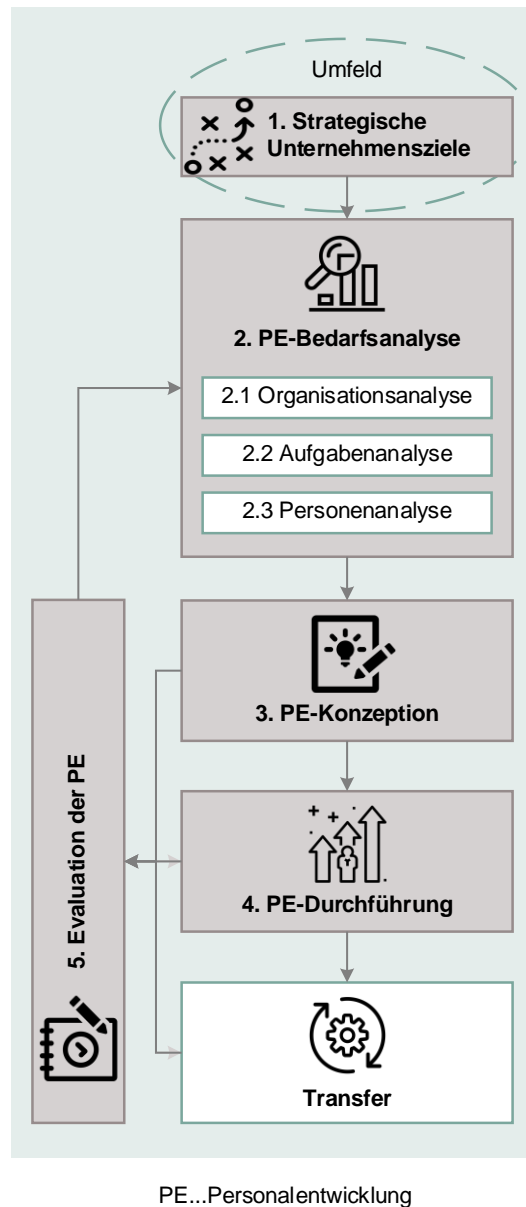 Umfeld
1. Strategische
Unternehmensziele
2. PE-Bedarfsanalyse
2.1 Organisationsanalyse
2.2 Aufgabenanalyse
2.3 Personenanalyse
3. PE-Konzeption
4. PE-Durchführung
5. Evaluation der PE
Transfer
PE...Personalentwicklung